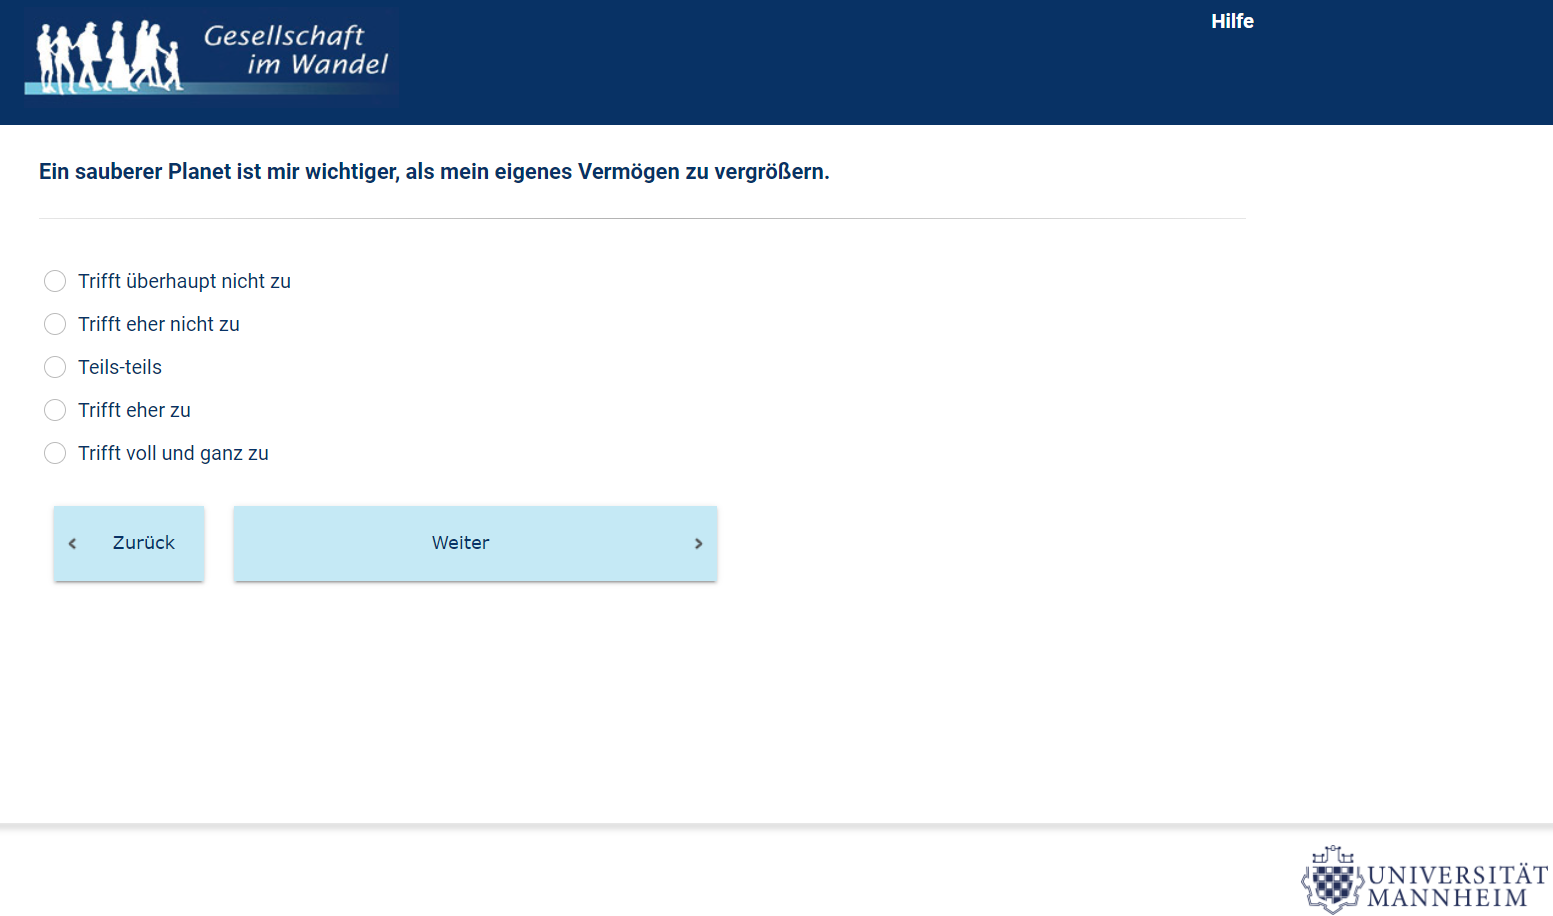 Gesellschaft
im Wandel
Hilfe
Ein sauberer Planet ist mir wichtiger, als mein eigenes Vermögen zu vergrößern.
Trifft überhaupt nicht zu
Trifft eher nicht zu
Teils-teils
Trifft eher zu
Trifft voll und ganz zu
Zurück
Weiter
UNIVERSITÄT
MANNHEIM